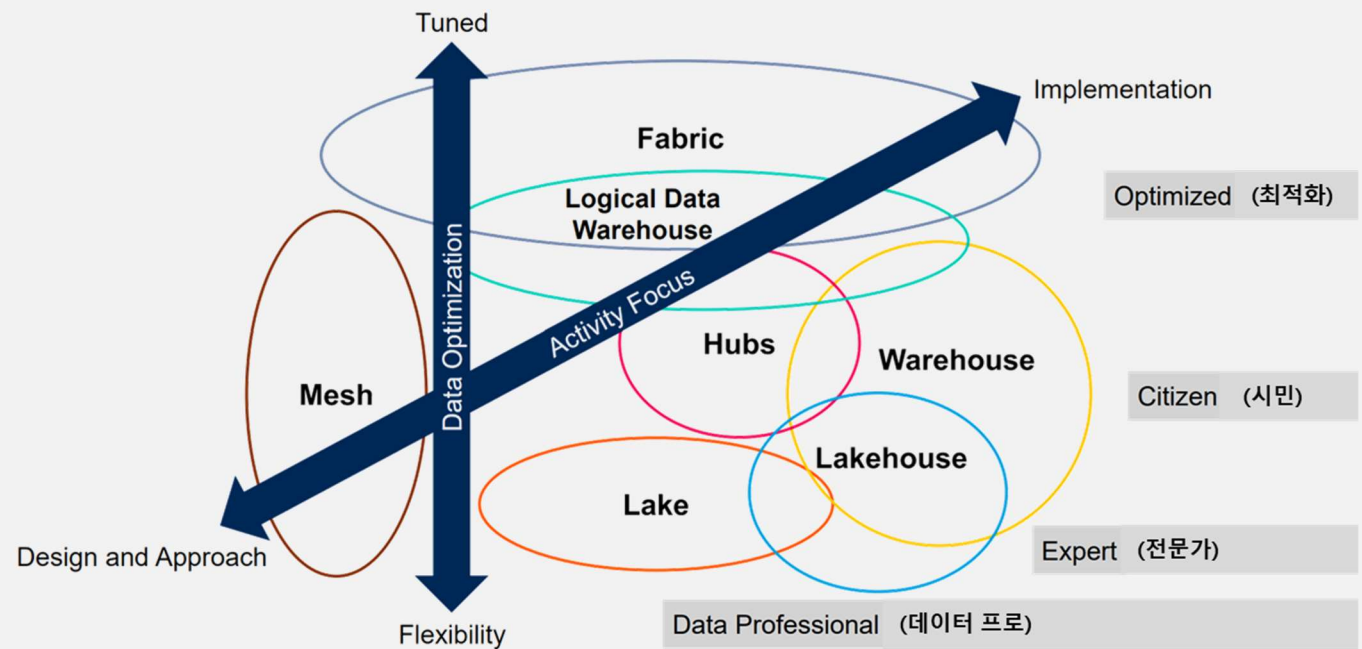 Tuned
Implementation
Fabric
Optimized (최적화)
Logical Data
Warehouse
Data Optimization
Activity Focus
Hubs
Warehouse
Mesh
Citizen (시민)
Lakehouse
Lake
Design and Approach
Expert (전문가)
Flexibility
Data Professional (데이터 프로)